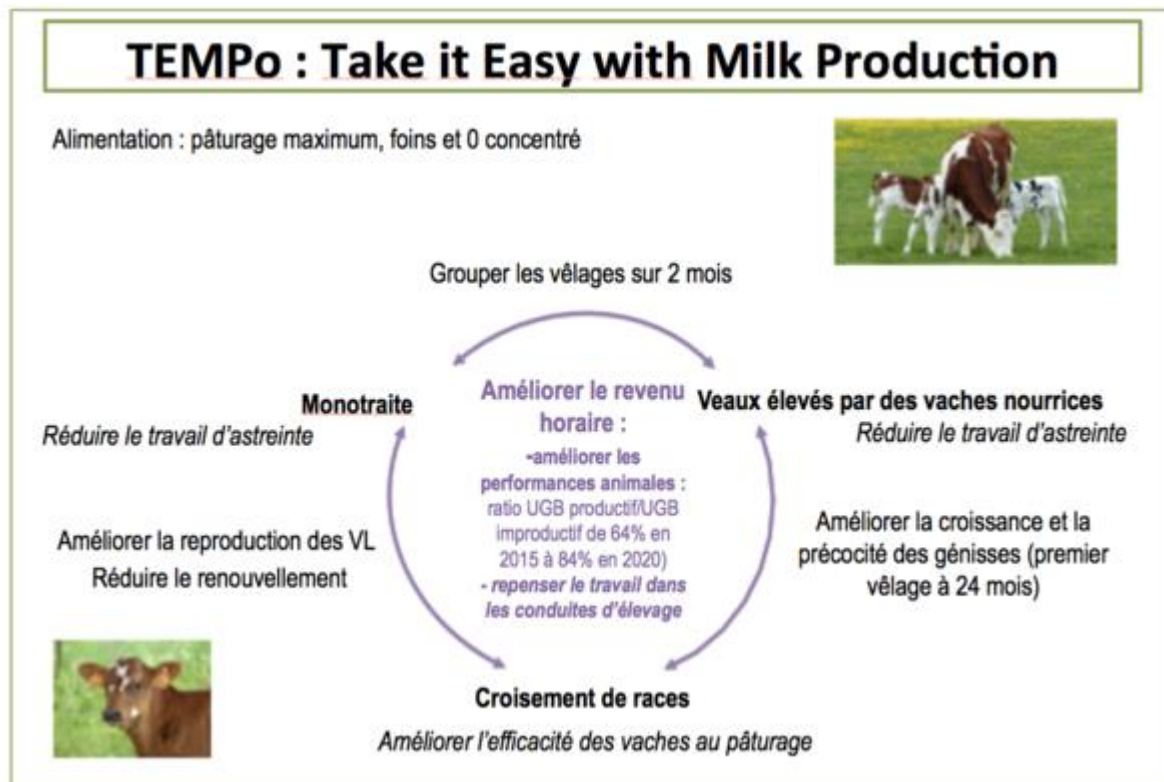 TEMPo : Take it Easy with Milk Production
Alimentation : pâturage maximum, foins et 0 concentré
Grouper les vêlages sur 2 mois
Monotraite
Réduire le travail d’astreinte
Améliorer le revenu
horaire :
-améliorer les
performances animales :
ratio UGB productif/UGB
improductif de 64% en
2015 à 84% en 2020)
- repenser le travail dans
les conduites d’élevage
Veaux élevés par des vaches nourrices
Réduire le travail d’astreinte
Améliorer la reproduction des VL
Réduire le renouvellement
Améliorer la croissance et la
précocité des génisses (premier
vêlage à 24 mois)
Croisement de races
Améliorer l’efficacité des vaches au pâturage